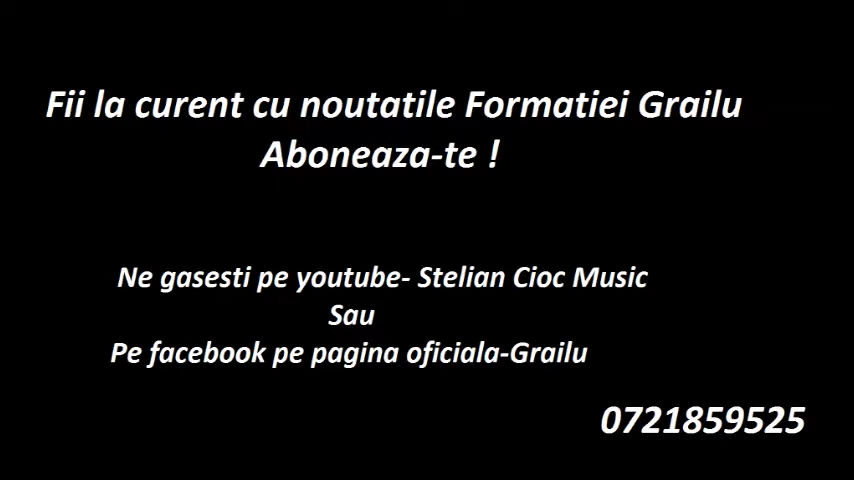 Fii la curent cu noutatile Formatiei Grailu
Aboneaza-te !
Ne gasesti pe youtube- Stelian Cioc Music
Sau
Pe facebook pe pagina oficiala-Grailu
0721859525